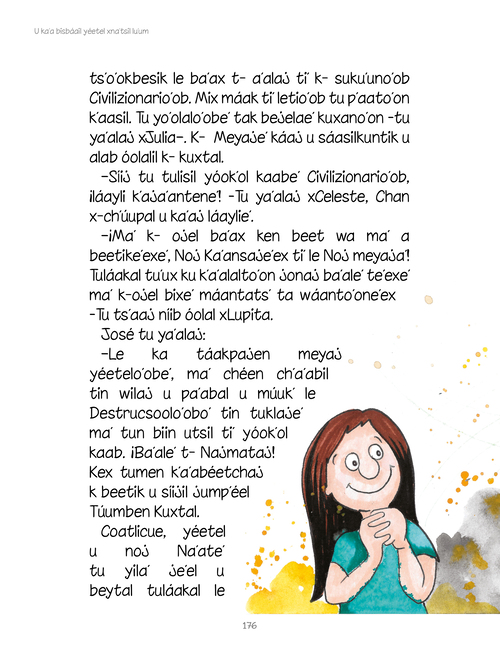 U ka'a bisbáail yéetel xna'tsil lu'um
ts'o'okbesik le ba'ax t- a'alaj ti' k- suku'uno'ob
Civilizionario'ob. Mix máak ti' letio'ob tu p'aato'on
k'aasil. Tu yo'olalo'obe' tak bejelae' kuxano'on -tu
ya'alaj xJulia-. K- Meyaje' káaj u sáasilkuntik u
alab óolalil k- kuxtal.
–Síij tu tulisil yóok'ol kaabe' Civilizionario'ob,
¡láayli k'aja'antene'! -Tu ya'alaj xCeleste, Chan
x-ch'úupal u ka'aj láaylie'.
–¡Ma' k- ojel ba'ax ken beet wa ma' a
beetike'exe', Noj Ka'ansaje'ex ti' le Noj meyaja'!
Tuláakal tu'ux ku k'a'alalto'on jonaj ba'ale' te'exe'
ma' k-ojel bixe' máantats' ta wáanto'one'ex
-Tu ts'aaj niib óolal xLupita.
José tu ya'alaj:
–Le ka táakpajen meyaj
yéetelo'obe', ma' chéen ch'a'abil
tin wilaj u pa'abal u múuk' le
Destrucsoolo'obo' tin tuklaje'
ma' tun biin utsil ti' yóok'ol
kaab. ¡Ba'ale' t- Najmataj!
Kex tumen k'a'abéetchaj
k beetik u síijil jump'éel
Túumben Kuxtal.
Coatlicue, yéetel
u noj Na'ate'
tu yila' je'el u
beytal tuláakal le
176